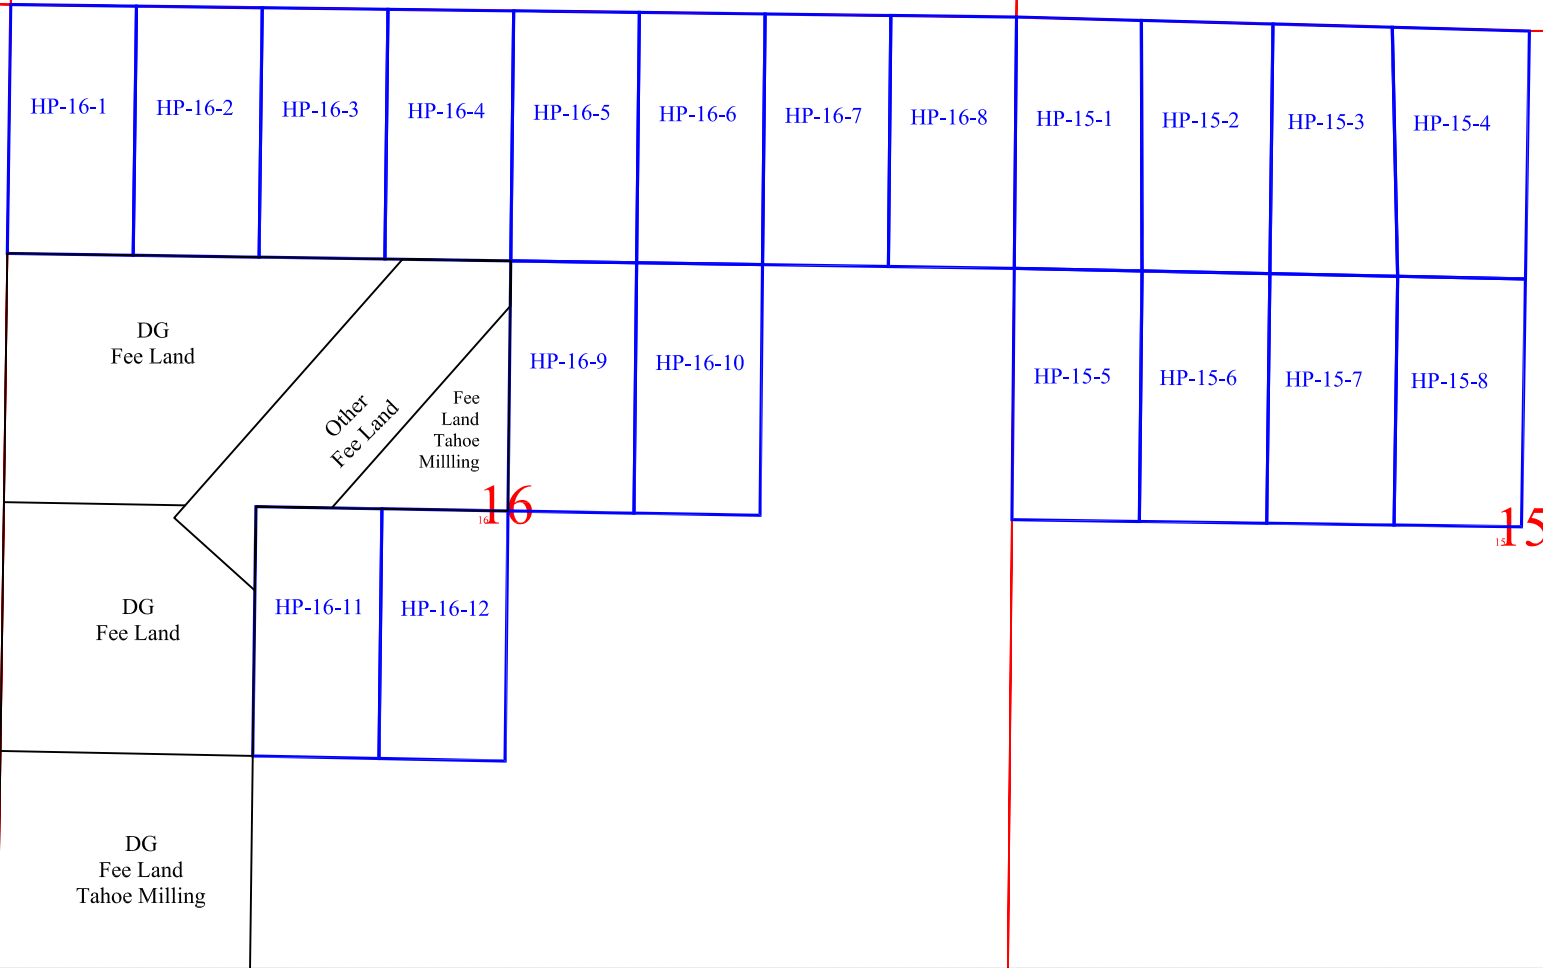 HP-16-1
HP-16-2
HP-16-3
HP-16-4
HP-16-5
HP-16-6
HP-16-7
HP-16-8
HP-15-1
HP-15-2
HP-15-3
HP-15-4
DG
Fee Land
Other
Fee Land
Fee
Land
Tahoe
Millling
HP-16-9
HP-16-10
HP-15-5
HP-15-6
HP-15-7
HP-15-8
16
16
15
15
DG
Fee Land
HP-16-11
HP-16-12
DG
Fee Land
Tahoe Milling